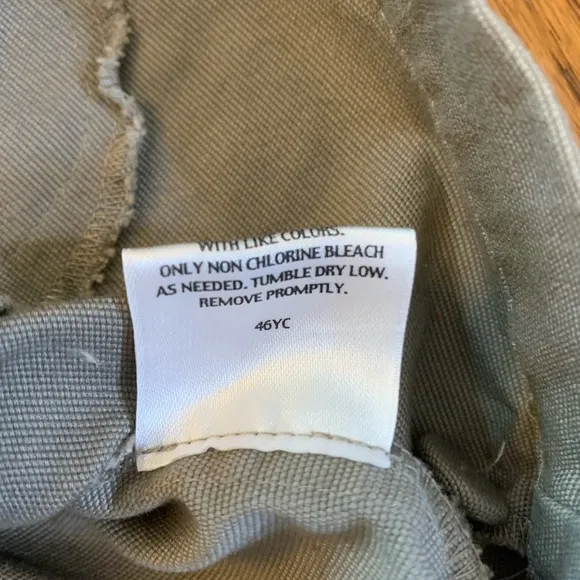 WITH LIKE COLORS.
ONLY NON CHLORINE BLEACH
AS NEEDED. TUMBLE DRY LOW.
REMOVE PROMPTLY.
46YC